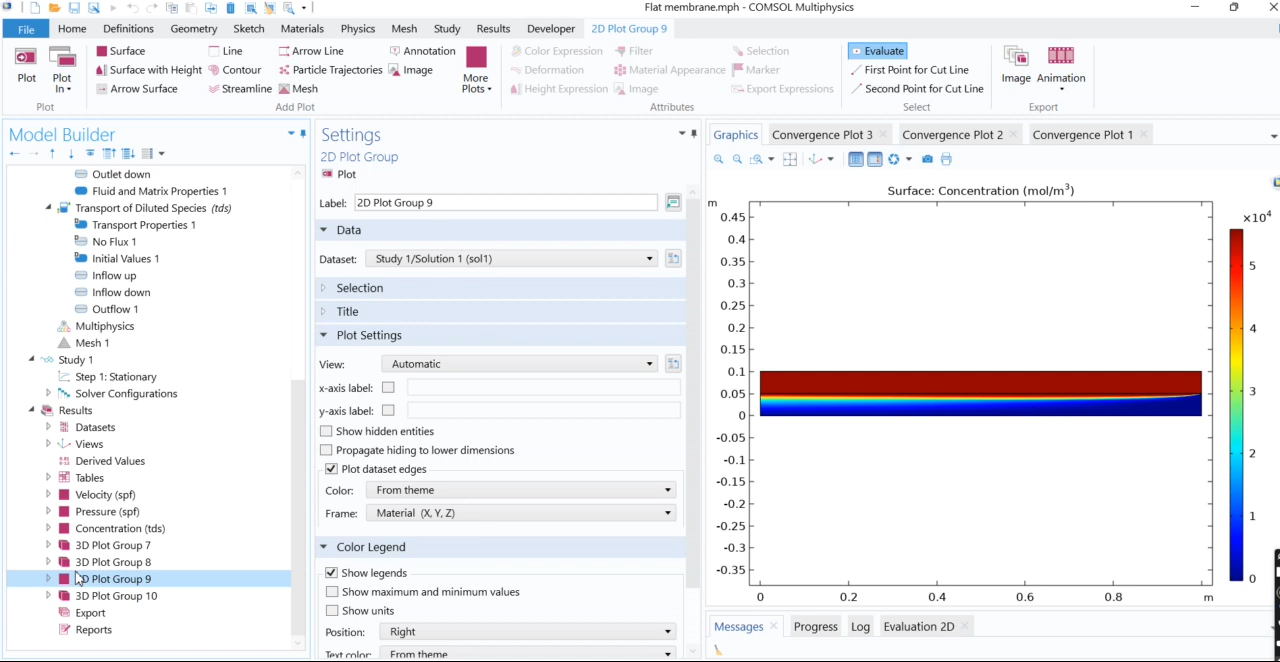 Flat membrane.mph - COMSOL Multiphysics
File Home Definitions Geometry Sketch Materials Physics Mesh Study Results Developer 2D Plot Group 9
Surface Line Arrow Line Annotation Color Expression Filter Selection Evaluate
Surface with Height Contour Particle Trajectories Image Deformation Material Appearance Marker First Point for Cut Line
Arrow Surface Streamline Mesh Height Expression Image Export Expressions Second Point for Cut Line
Plot Plot In More Plots Image Animation
Plot Add Plot Attributes Select Export
Model Builder
Outlet down
Fluid and Matrix Properties 1
Transport of Diluted Species (tds)
Transport Properties 1
No Flux 1
Initial Values 1
Inflow up
Inflow down
Outflow 1
Multiphysics
Mesh 1
Study 1
Step 1: Stationary
Solver Configurations
Results
Datasets
Views
Derived Values
Tables
Velocity (spf)
Pressure (spf)
Concentration (tds)
3D Plot Group 7
3D Plot Group 8
D Plot Group 9
3D Plot Group 10
Export
Reports
Settings
2D Plot Group
Plot
Label: 2D Plot Group 9
Data
Dataset: Study 1/Solution 1 (sol1)
Selection
Title
Plot Settings
View: Automatic
x-axis label:
y-axis label:
Show hidden entities
Propagate hiding to lower dimensions
Plot dataset edges
Color: From theme
Frame: Material (X, Y, Z)
Color Legend
Show legends
Show maximum and minimum values
Show units
Position: Right
Text color: From theme
Graphics Convergence Plot 3 Convergence Plot 2 Convergence Plot 1
Surface: Concentration (mol/m³)
m
×10⁴
0.45
0.4
0.35
0.3
0.25
0.2
0.15
0.1
0.05
0
-0.05
-0.1
-0.15
-0.2
-0.25
-0.3
-0.35
0 0.2 0.4 0.6 0.8 m
5
4
3
2
1
0
Messages Progress Log Evaluation 2D